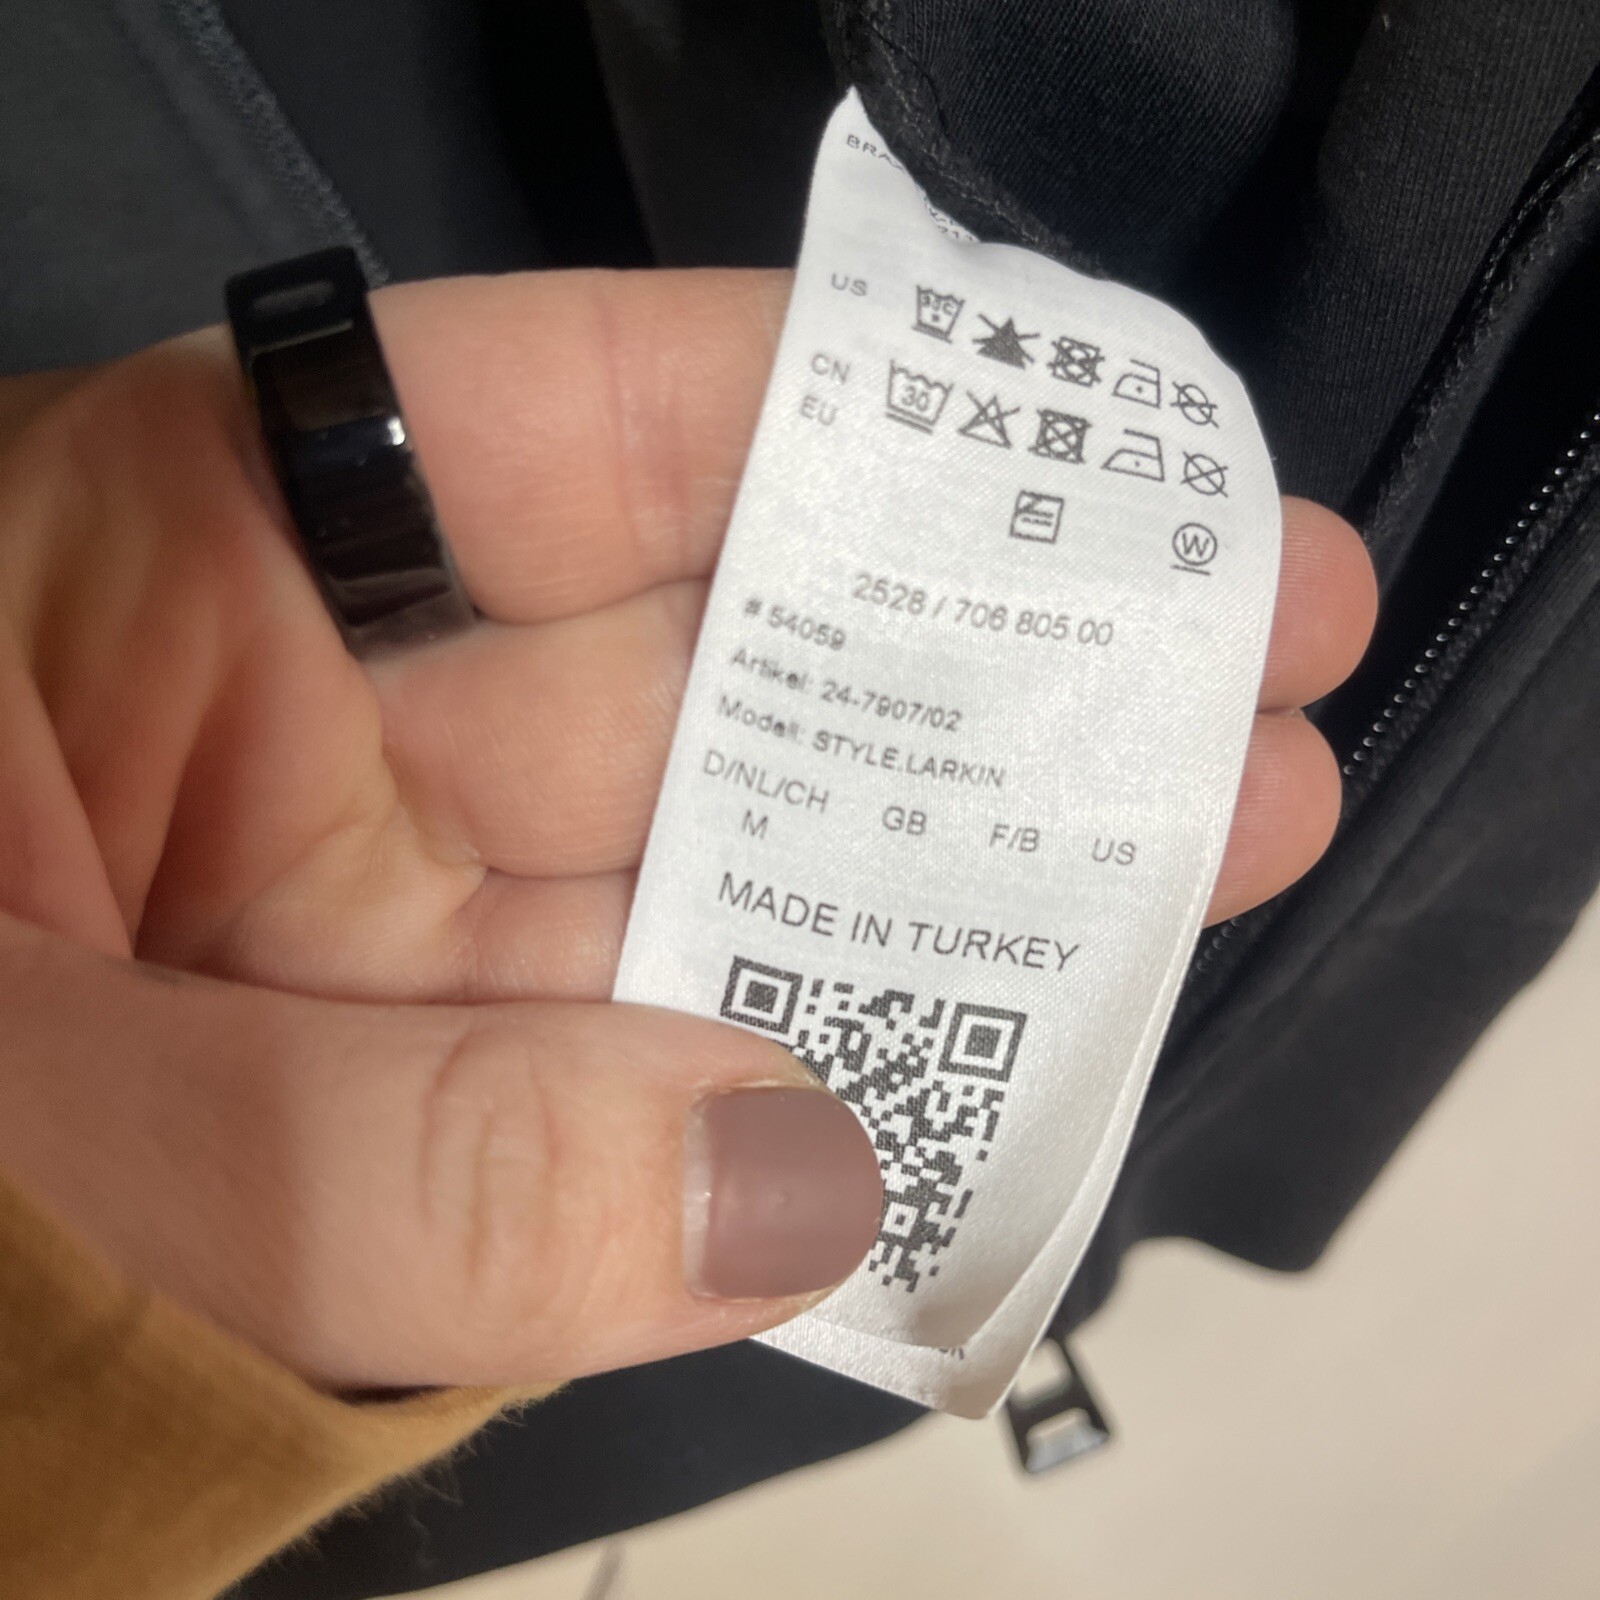 US
CN
EU
30
W
2528 / 706 805 00
# 54059
Artikel: 24-7907/02
Modell: STYLE.LARKIN
D/NL/CH GB F/B US
M
MADE IN TURKEY